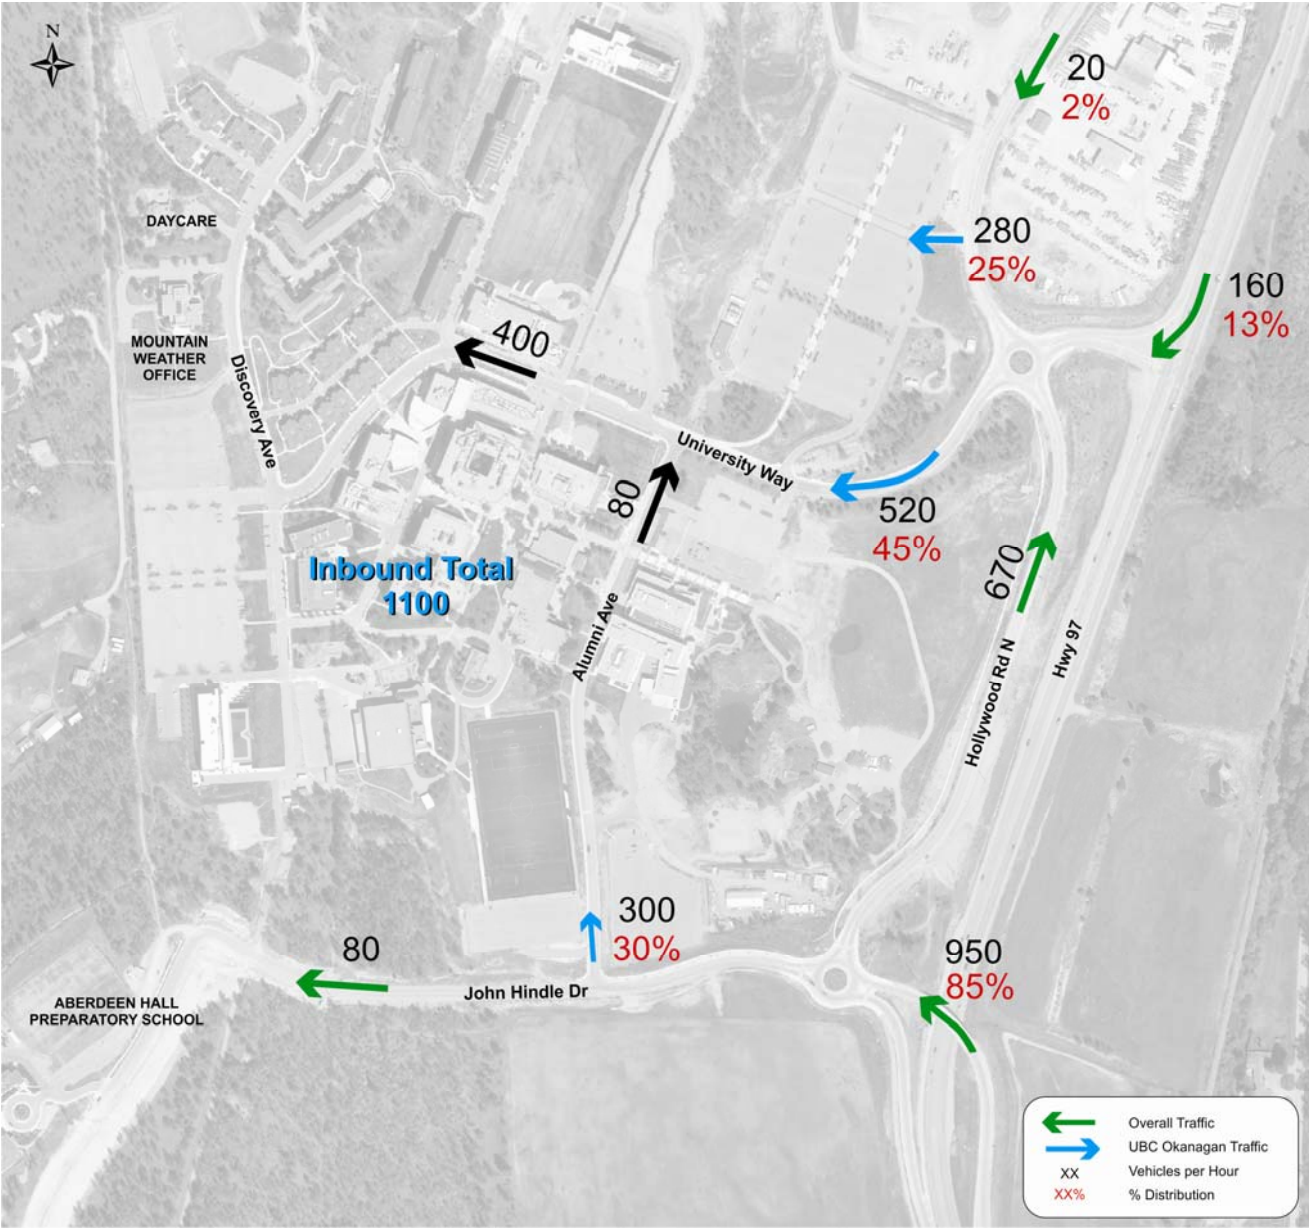 N
20
2%
280
25%
160
13%
DAYCARE
MOUNTAIN
WEATHER
OFFICE
Discovery Ave
400
University Way
80
520
45%
Inbound Total
1100
670
Alumni Ave
Hollywood Rd N
Hwy 97
300
30%
80
950
85%
John Hindle Dr
ABERDEEN HALL
PREPARATORY SCHOOL
Overall Traffic
UBC Okanagan Traffic
XX Vehicles per Hour
XX% % Distribution